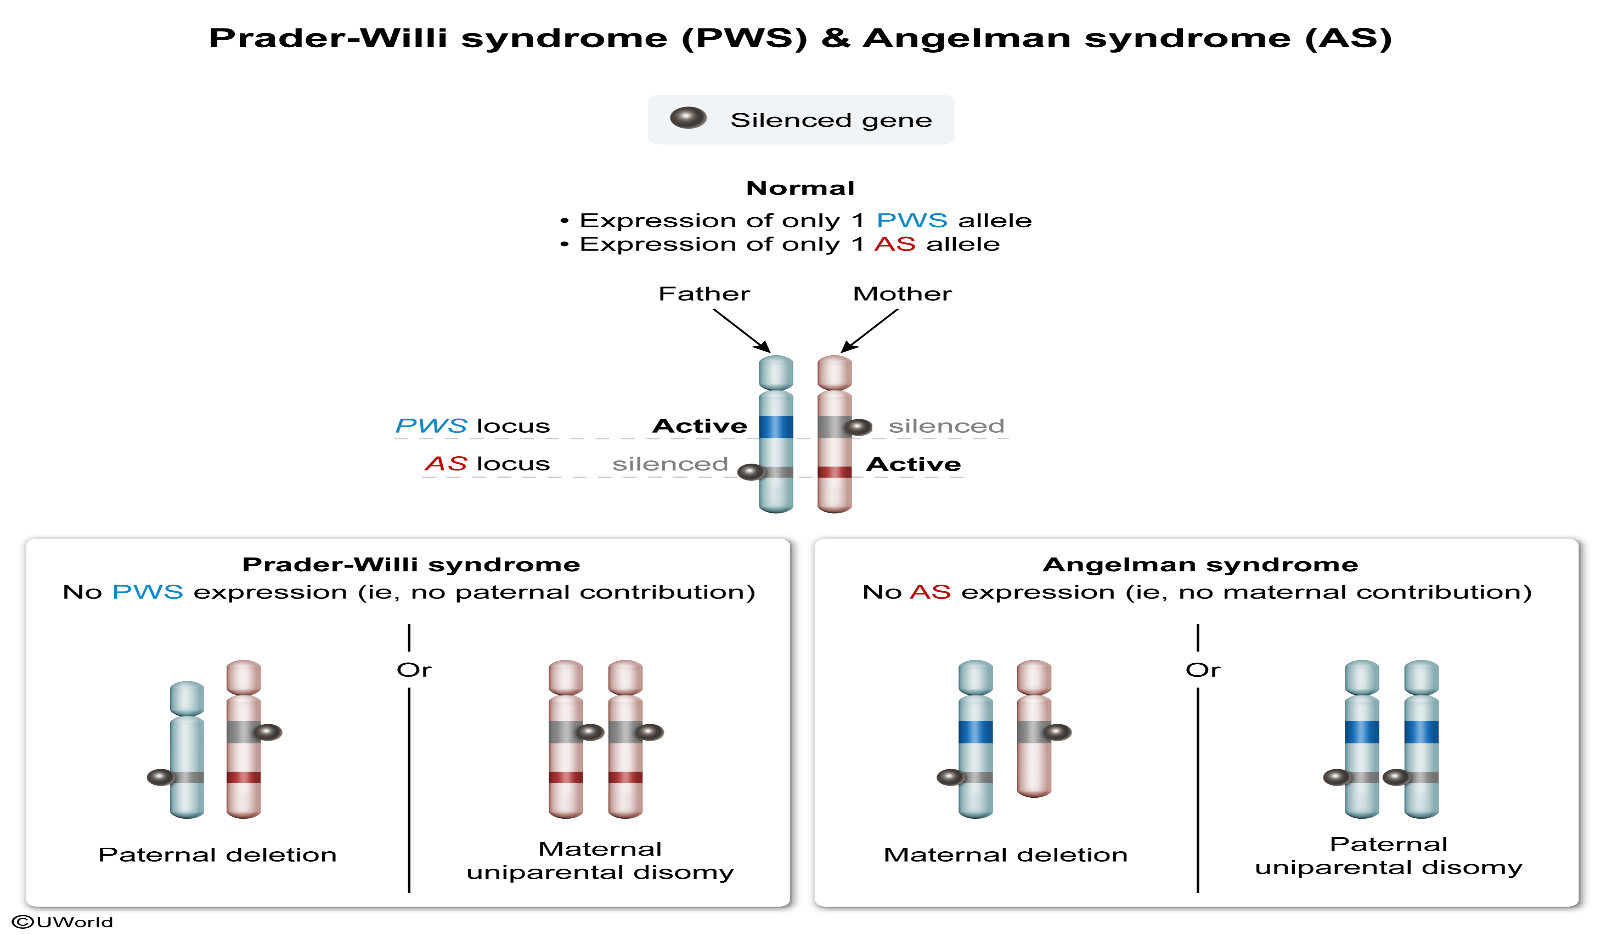 Prader-Willi syndrome (PWS) & Angelman syndrome (AS)
Silenced gene
Normal
• Expression of only 1 PWS allele
• Expression of only 1 AS allele
Father
Mother
PWS locus
Active
silenced
AS locus
silenced
Active
Prader-Willi syndrome
No PWS expression (ie, no paternal contribution)
Or
Paternal deletion
Maternal
uniparental disomy
Angelman syndrome
No AS expression (ie, no maternal contribution)
Or
Maternal deletion
Paternal
uniparental disomy
©UWorld